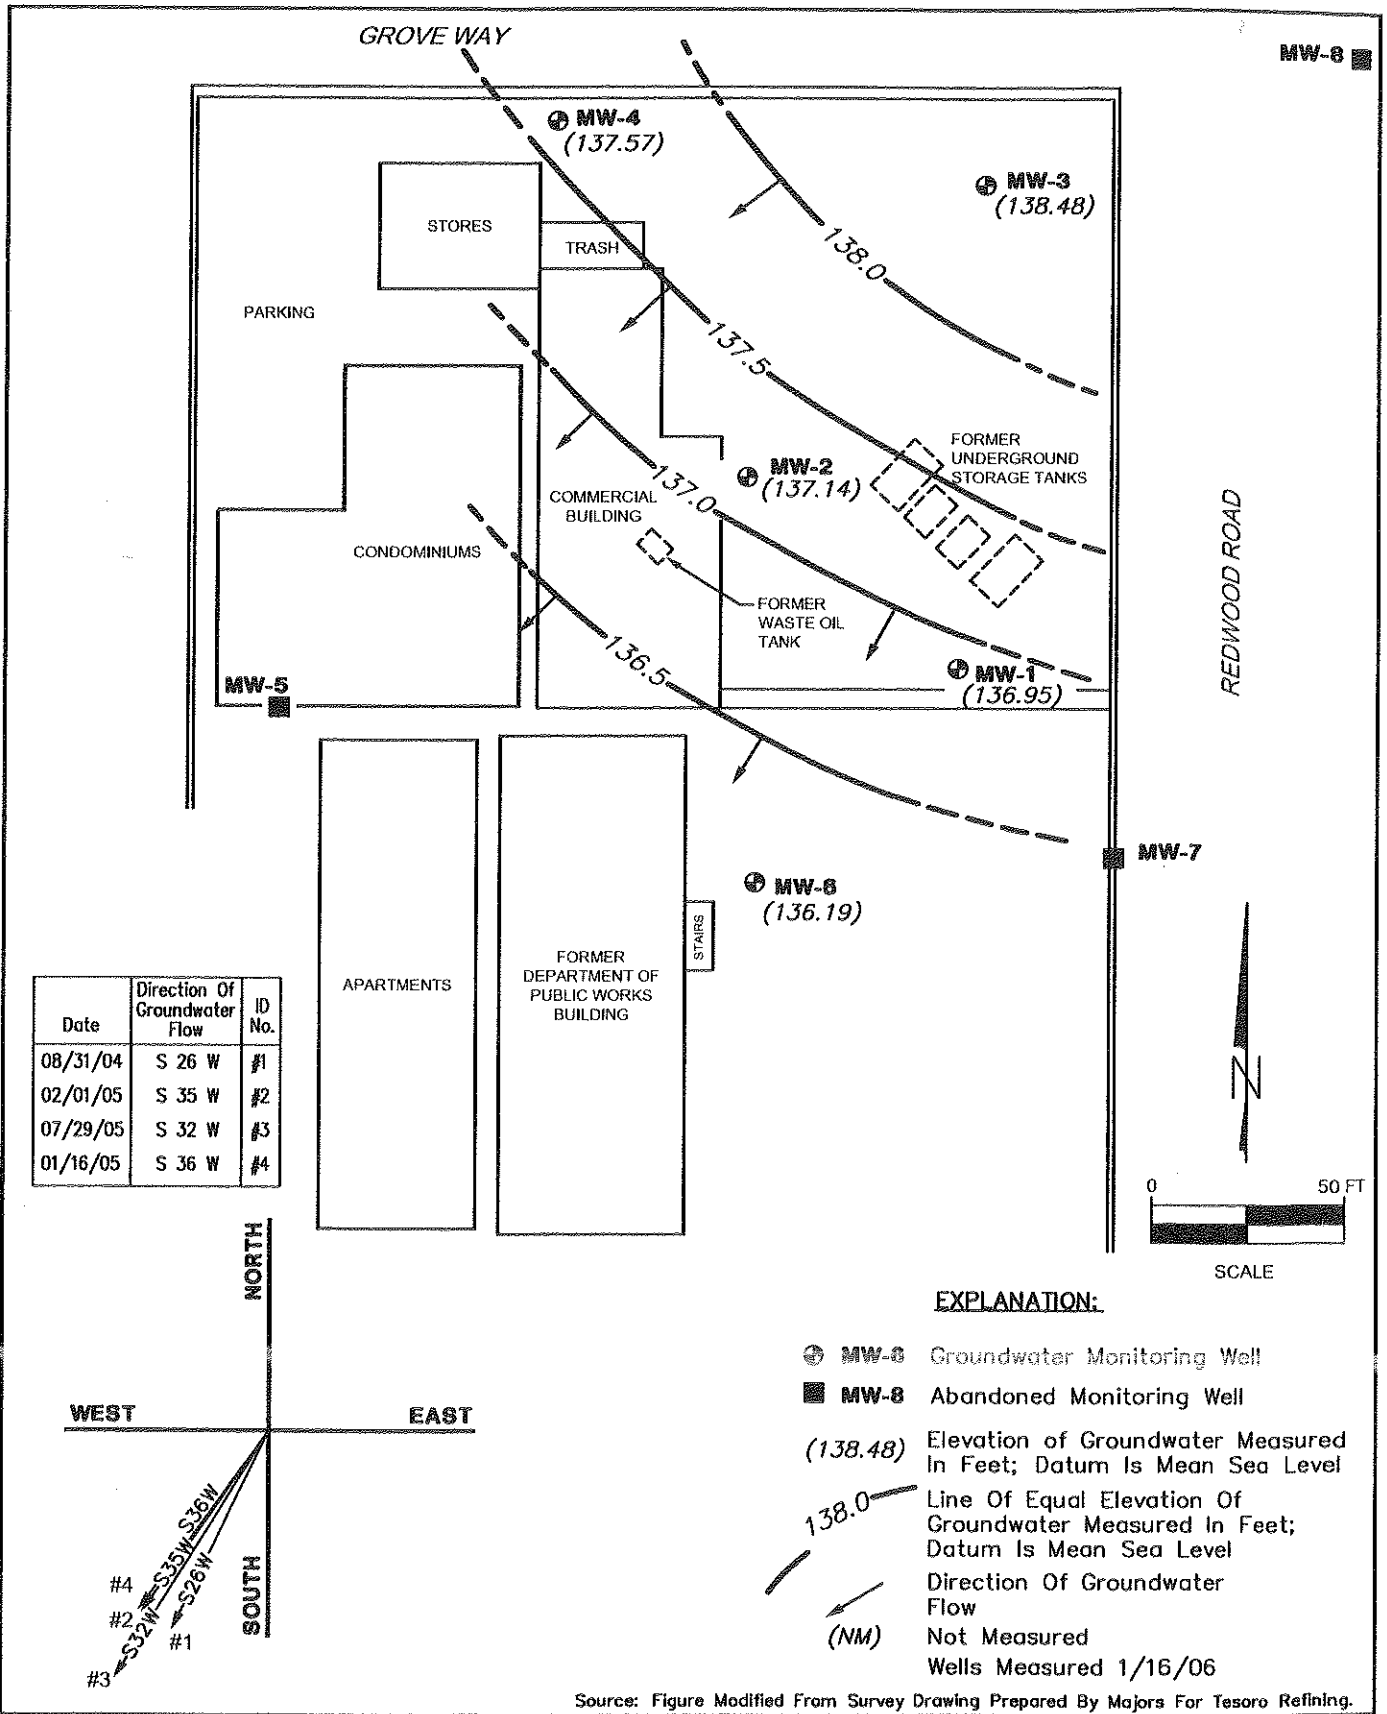 GROVE WAY
MW-8
MW-4
(137.57)
MW-3
(138.48)
STORES
TRASH
138.0
PARKING
137.5
FORMER
UNDERGROUND
STORAGE TANKS
MW-2
(137.14)
137.0
COMMERCIAL
BUILDING
CONDOMINIUMS
REDWOOD ROAD
FORMER
WASTE OIL
TANK
136.5
MW-1
(136.95)
MW-5
MW-7
MW-6
(136.19)
STAIRS
APARTMENTS
FORMER
DEPARTMENT OF
PUBLIC WORKS
BUILDING
Date Direction Of Groundwater Flow ID No.
08/31/04 S 26 W #1
02/01/05 S 35 W #2
07/29/05 S 32 W #3
01/16/05 S 36 W #4
N
0 50 FT
SCALE
NORTH
WEST
EAST
SOUTH
S36W
S35W
S26W
S32W
#4
#2
#1
#3
EXPLANATION:
MW-6 Groundwater Monitoring Well
MW-8 Abandoned Monitoring Well
(138.48) Elevation of Groundwater Measured
In Feet; Datum Is Mean Sea Level
138.0 Line Of Equal Elevation Of
Groundwater Measured In Feet;
Datum Is Mean Sea Level
Direction Of Groundwater
Flow
(NM) Not Measured
Wells Measured 1/16/06
Source: Figure Modified From Survey Drawing Prepared By Majors For Tesoro Refining.